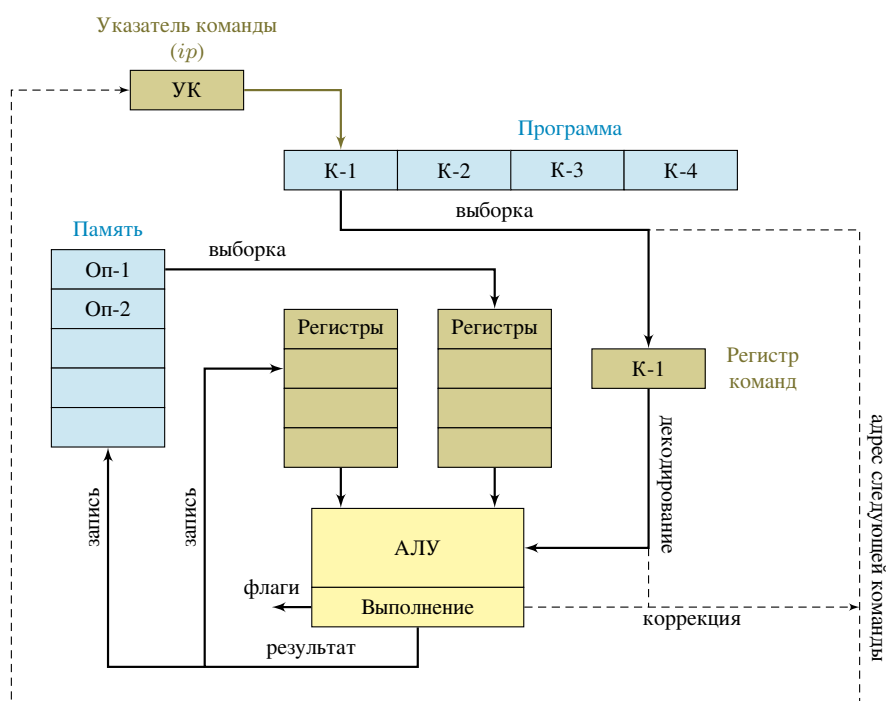 Указатель команды
(ip)
УК
Программа
К-1 К-2 К-3 К-4
выборка
Память
выборка
Оп-1
Оп-2
Регистры
Регистры
К-1
Регистр
команд
декодирование
адрес следующей команды
запись
запись
АЛУ
флаги
Выполнение
коррекция
результат